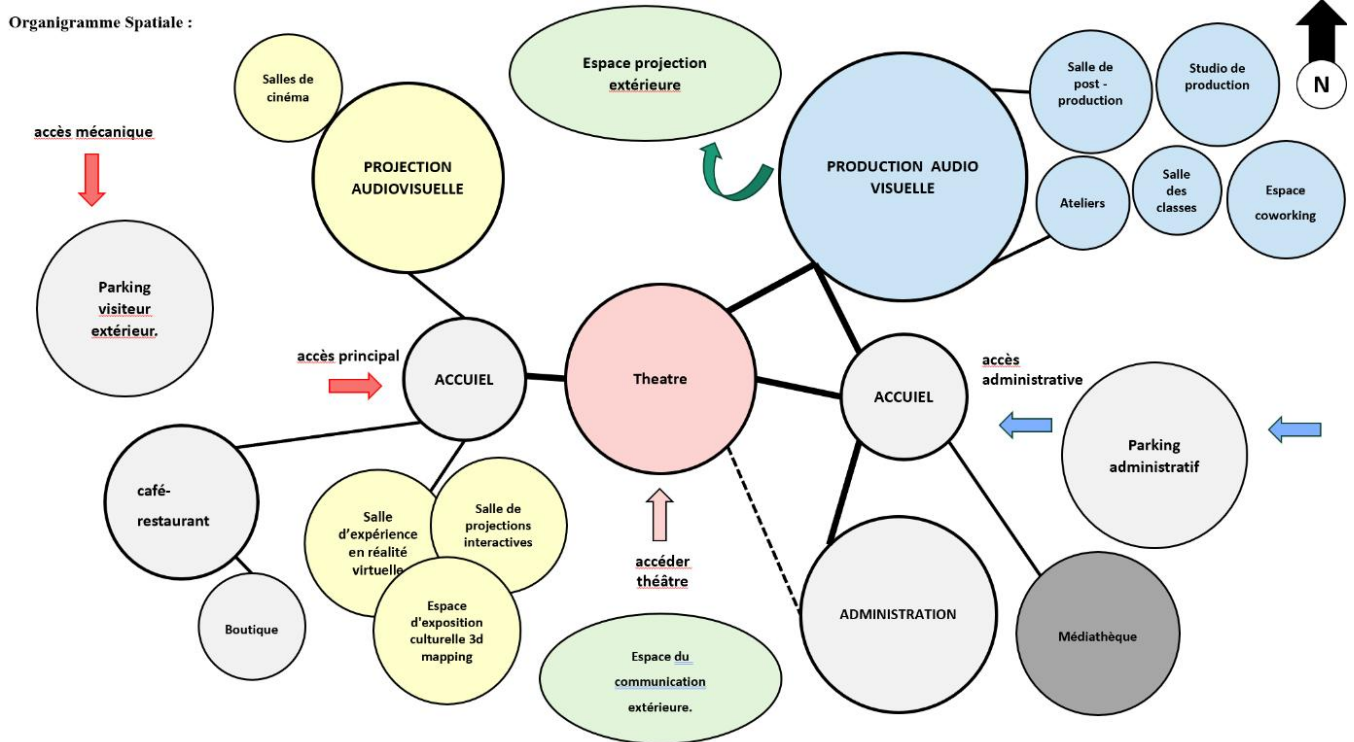 Organigramme Spatiale :
N
Salles de
cinéma
accès mécanique
PROJECTION
AUDIOVISUELLE
Espace projection
extérieure
PRODUCTION  AUDIO
VISUELLE
Salle de
post -
production
Studio de
production
Ateliers
Salle
des
classes
Espace
coworking
Parking
visiteur
extérieur.
accès principal
ACCUIEL
Theatre
ACCUIEL
accès
administrative
Parking
administratif
café-
restaurant
Boutique
Salle
d'expérience
en réalité
virtuelle
Salle de
projections
interactives
Espace
d'exposition
culturelle 3d
mapping
accéder
théâtre
Espace du
communication
extérieure.
ADMINISTRATION
Médiathèque